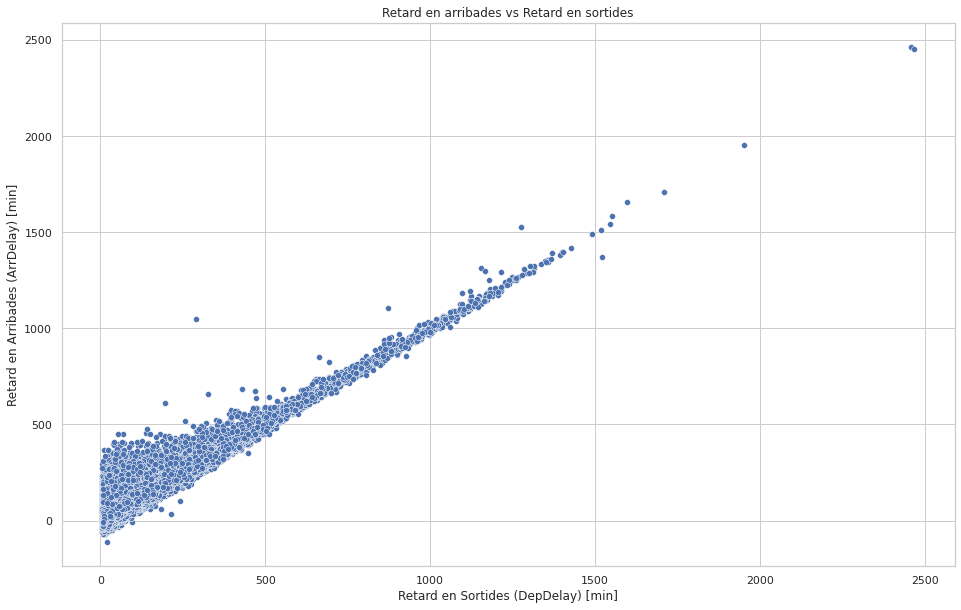 Retard en arribades vs Retard en sortides
2500
2000
1500
1000
500
0
Retard en Arribades (ArrDelay) [min]
0 500 1000 1500 2000 2500
Retard en Sortides (DepDelay) [min]